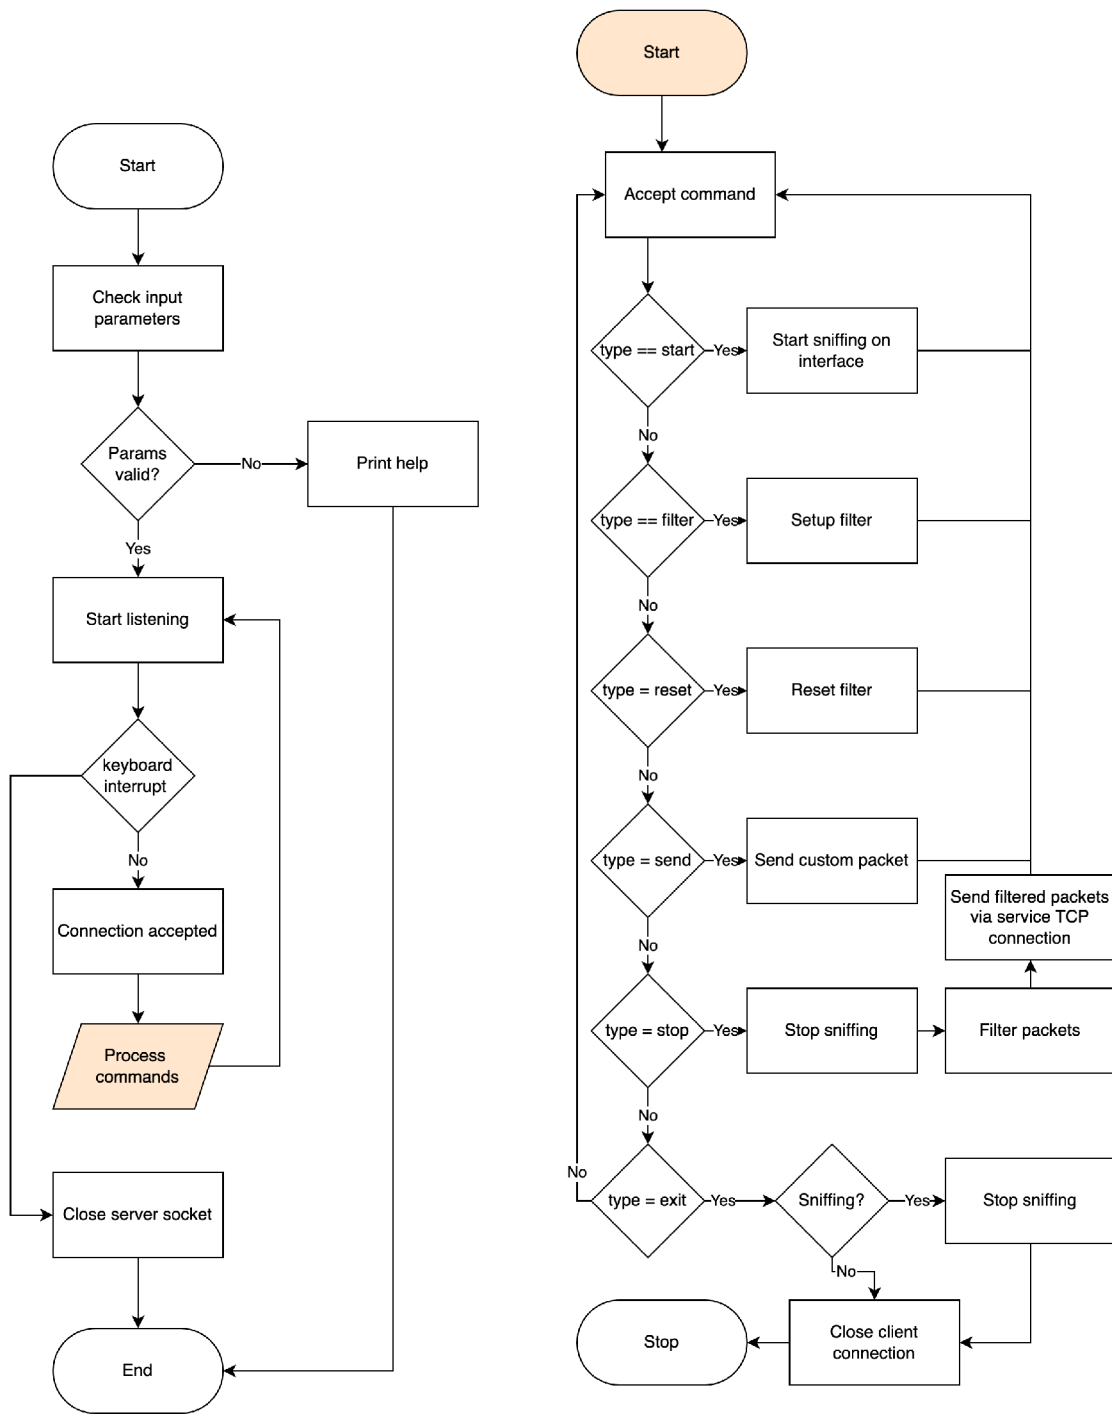 Start
Check input
parameters
Params
valid?
No
Print help
Yes
Start listening
keyboard
interrupt
No
Connection accepted
Process
commands
Close server socket
End
Start
Accept command
type == start
Yes
Start sniffing on
interface
No
type == filter
Yes
Setup filter
No
type = reset
Yes
Reset filter
No
type = send
Yes
Send custom packet
Send filtered packets
via service TCP
connection
No
type = stop
Yes
Stop sniffing
Filter packets
No
No
type = exit
Yes
Sniffing?
Yes
Stop sniffing
No
Close client
connection
Stop